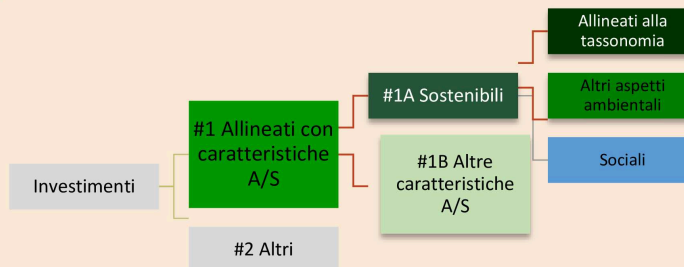 Investimenti
#1 Allineati con
caratteristiche
A/S
#2 Altri
#1A Sostenibili
#1B Altre
caratteristiche
A/S
Allineati alla
tassonomia
Altri aspetti
ambientali
Sociali